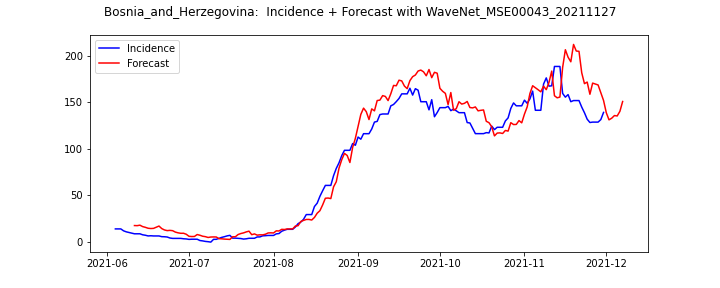 Bosnia_and_Herzegovina:  Incidence + Forecast with WaveNet_MSE00043_20211127
Incidence
Forecast
200
150
100
50
0
2021-06 2021-07 2021-08 2021-09 2021-10 2021-11 2021-12